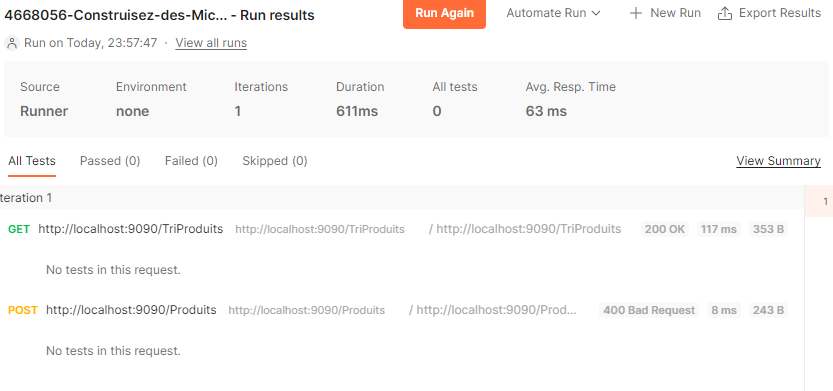 4668056-Construisez-des-Mic... - Run results
Run Again
Automate Run
New Run
Export Results
Run on Today, 23:57:47 · View all runs
Source Environment Iterations Duration All tests Avg. Resp. Time
Runner none 1 611ms 0 63 ms
All Tests Passed (0) Failed (0) Skipped (0) View Summary
teration 1
1
GET http://localhost:9090/TriProduits http://localhost:9090/TriProduits / http://localhost:9090/TriProduits 200 OK 117 ms 353 B
No tests in this request.
POST http://localhost:9090/Produits http://localhost:9090/Produits / http://localhost:9090/Prod... 400 Bad Request 8 ms 243 B
No tests in this request.